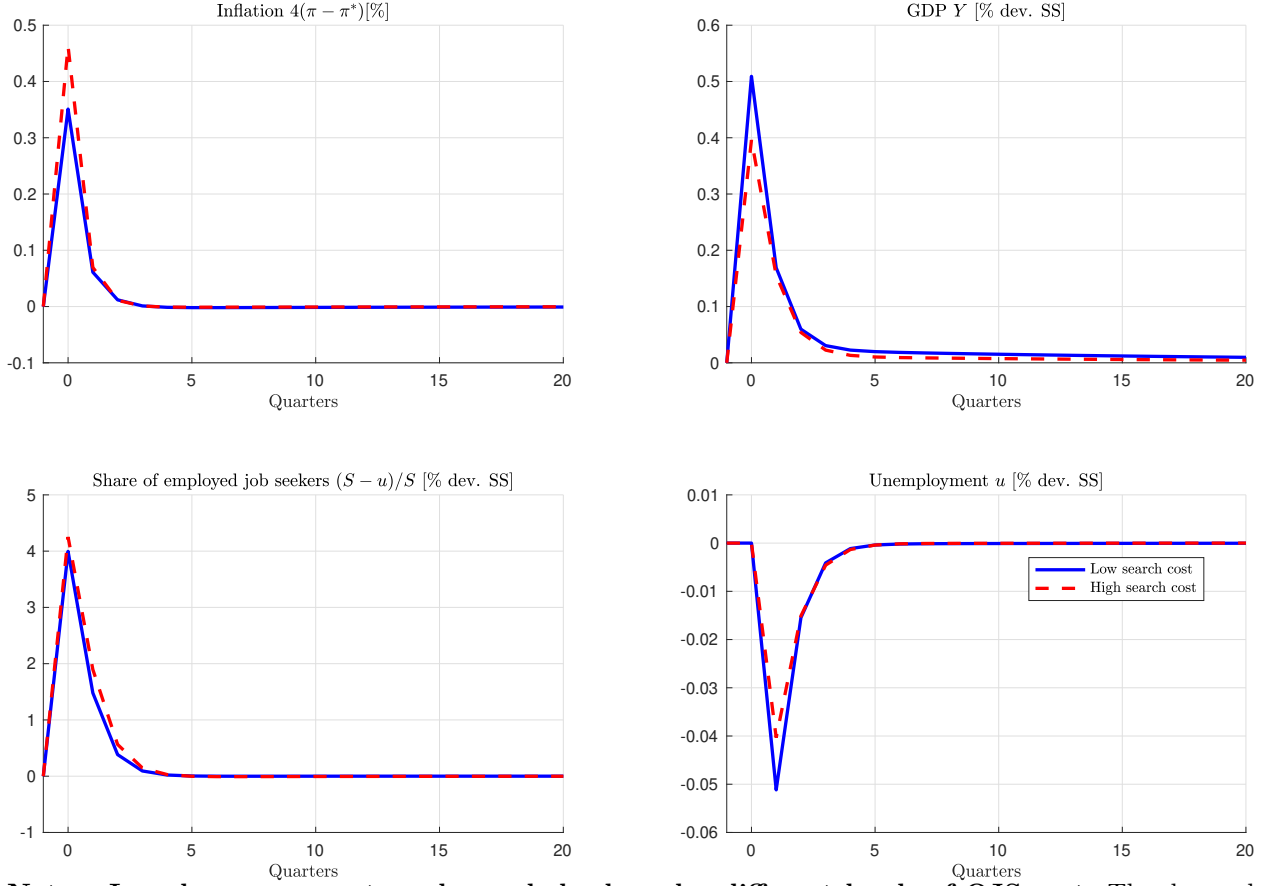 Inflation 4(π − π*)[%]
0.5
0.4
0.3
0.2
0.1
0
-0.1
0 5 10 15 20
Quarters
GDP Y [% dev. SS]
0.6
0.5
0.4
0.3
0.2
0.1
0
0 5 10 15 20
Quarters
Share of employed job seekers (S − u)/S [% dev. SS]
5
4
3
2
1
0
-1
0 5 10 15 20
Quarters
Unemployment u [% dev. SS]
0.01
0
-0.01
-0.02
-0.03
-0.04
-0.05
-0.06
Low search cost
High search cost
0 5 10 15 20
Quarters